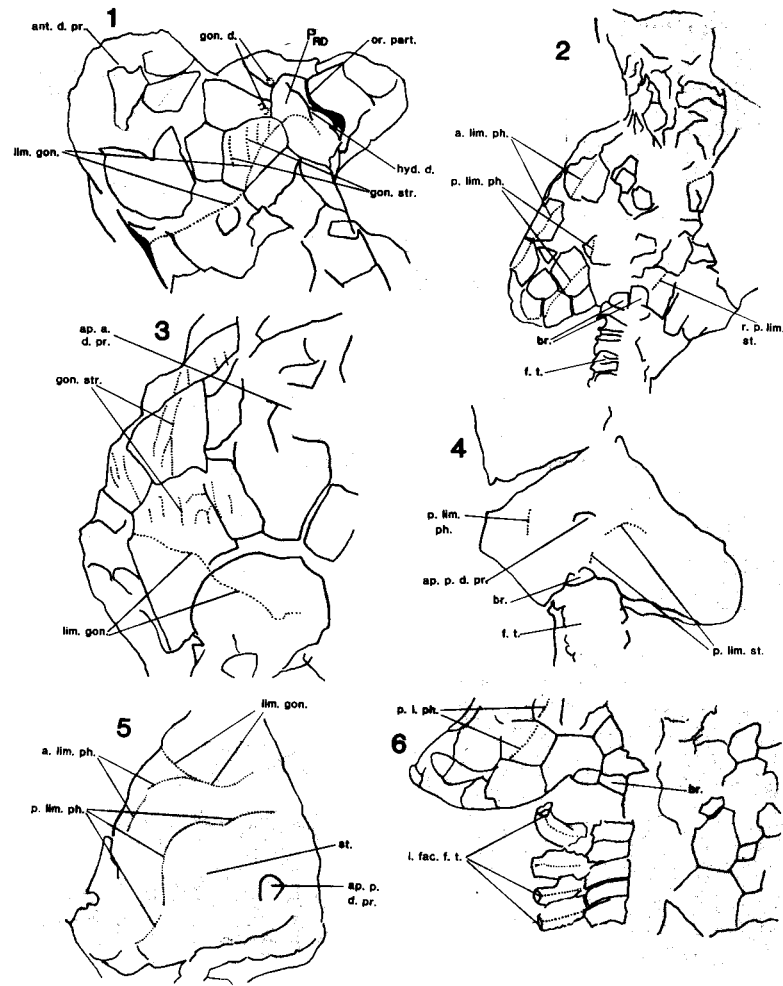 1
ant. d. pr.
gon. d.
P RD
or. part.
lim. gon.
hyd. d.
gon. str.
2
a. lim. ph.
p. lim. ph.
br.
r. p. lim. st.
f. t.
3
ap. a. d. pr.
gon. str.
lim. gon.
4
p. lim. ph.
ap. p. d. pr.
br.
f. t.
p. lim. st.
5
lim. gon.
a. lim. ph.
p. lim. ph.
st.
ap. p. d. pr.
6
p. l. ph.
br.
i. fac. f. t.